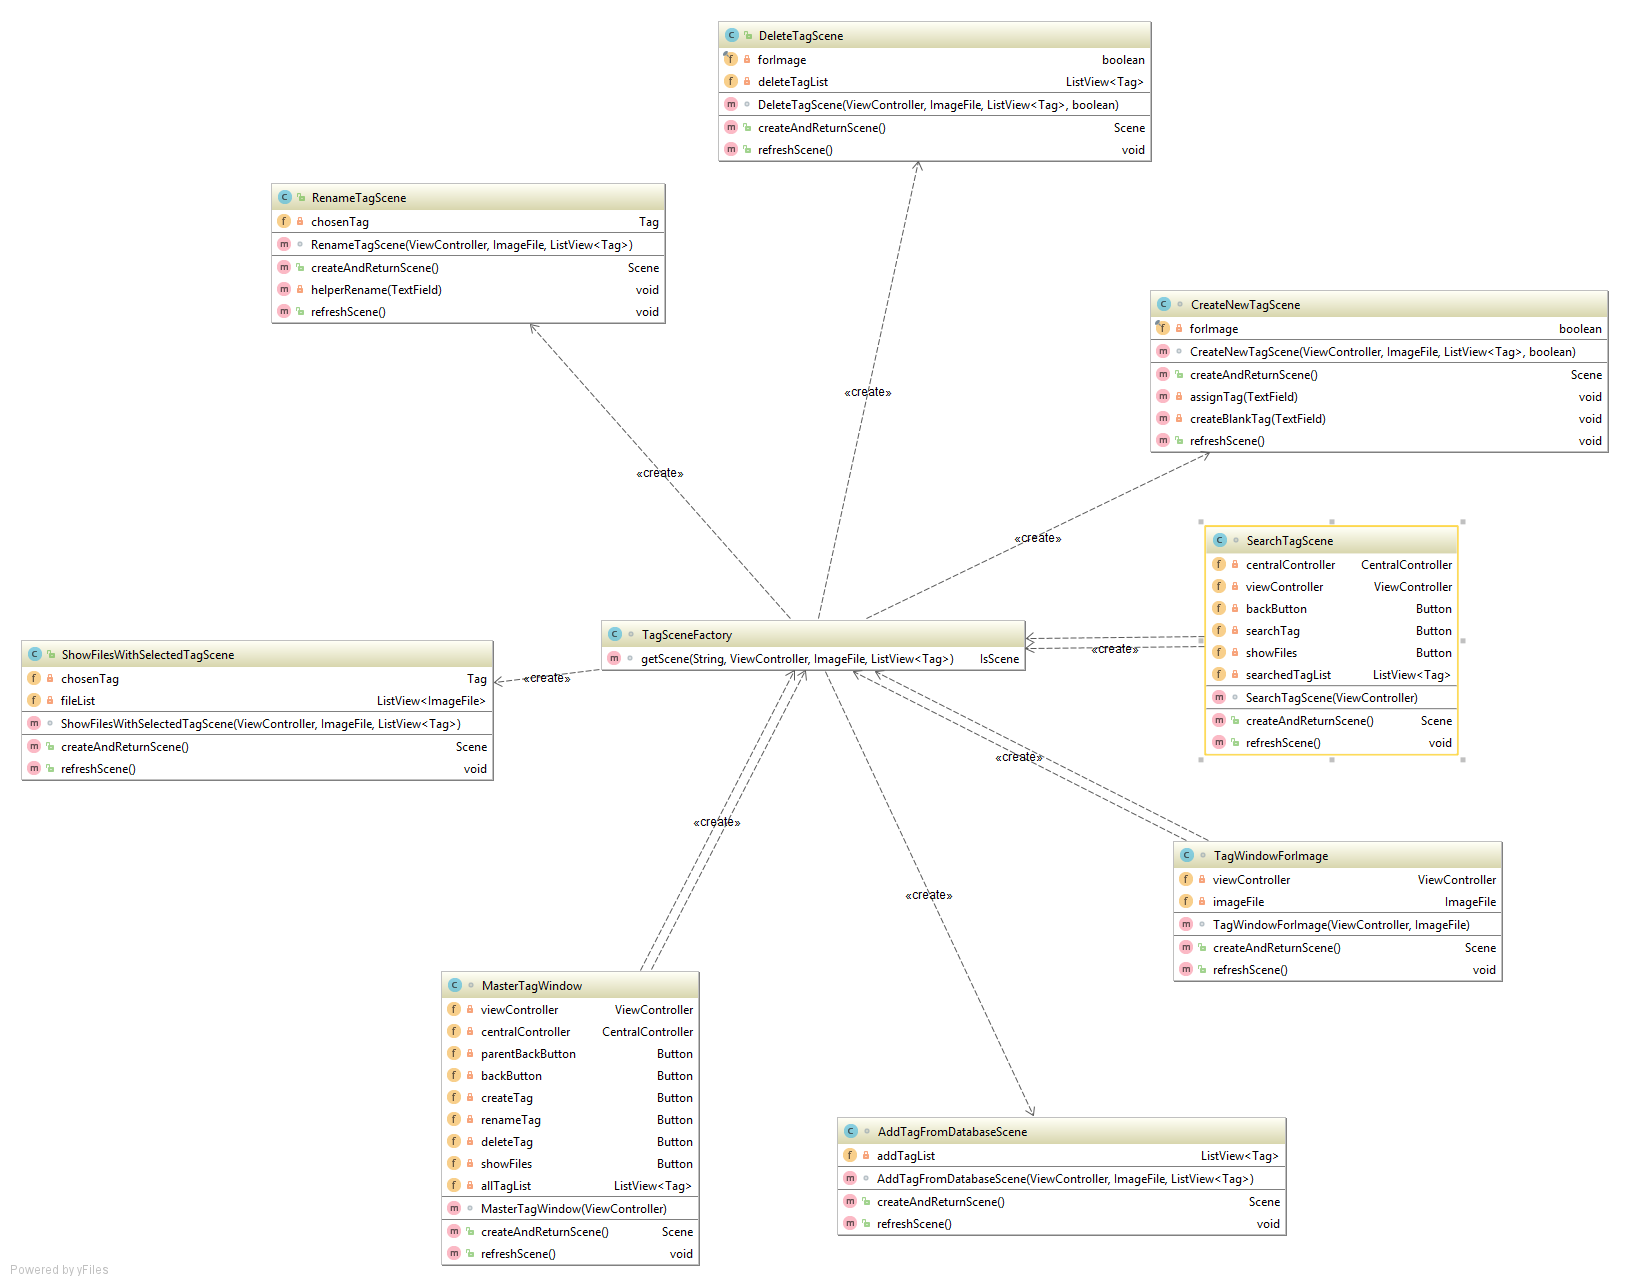 DeleteTagScene
forImage boolean
deleteTagList ListView<Tag>
DeleteTagScene(ViewController, ImageFile, ListView<Tag>, boolean)
createAndReturnScene() Scene
refreshScene() void
RenameTagScene
chosenTag Tag
RenameTagScene(ViewController, ImageFile, ListView<Tag>)
createAndReturnScene() Scene
helperRename(TextField) void
refreshScene() void
CreateNewTagScene
forImage boolean
CreateNewTagScene(ViewController, ImageFile, ListView<Tag>, boolean)
createAndReturnScene() Scene
assignTag(TextField) void
createBlankTag(TextField) void
refreshScene() void
«create»
«create»
«create»
SearchTagScene
centralController CentralController
viewController ViewController
backButton Button
searchTag Button
showFiles Button
searchedTagList ListView<Tag>
SearchTagScene(ViewController)
createAndReturnScene() Scene
refreshScene() void
TagSceneFactory
getScene(String, ViewController, ImageFile, ListView<Tag>) IsScene
«create»
ShowFilesWithSelectedTagScene
chosenTag Tag
fileList ListView<ImageFile>
ShowFilesWithSelectedTagScene(ViewController, ImageFile, ListView<Tag>)
createAndReturnScene() Scene
refreshScene() void
«create»
«create»
«create»
«create»
TagWindowForImage
viewController ViewController
imageFile ImageFile
TagWindowForImage(ViewController, ImageFile)
createAndReturnScene() Scene
refreshScene() void
MasterTagWindow
viewController ViewController
centralController CentralController
parentBackButton Button
backButton Button
createTag Button
renameTag Button
deleteTag Button
showFiles Button
allTagList ListView<Tag>
MasterTagWindow(ViewController)
createAndReturnScene() Scene
refreshScene() void
AddTagFromDatabaseScene
addTagList ListView<Tag>
AddTagFromDatabaseScene(ViewController, ImageFile, ListView<Tag>)
createAndReturnScene() Scene
refreshScene() void
Powered by yFiles